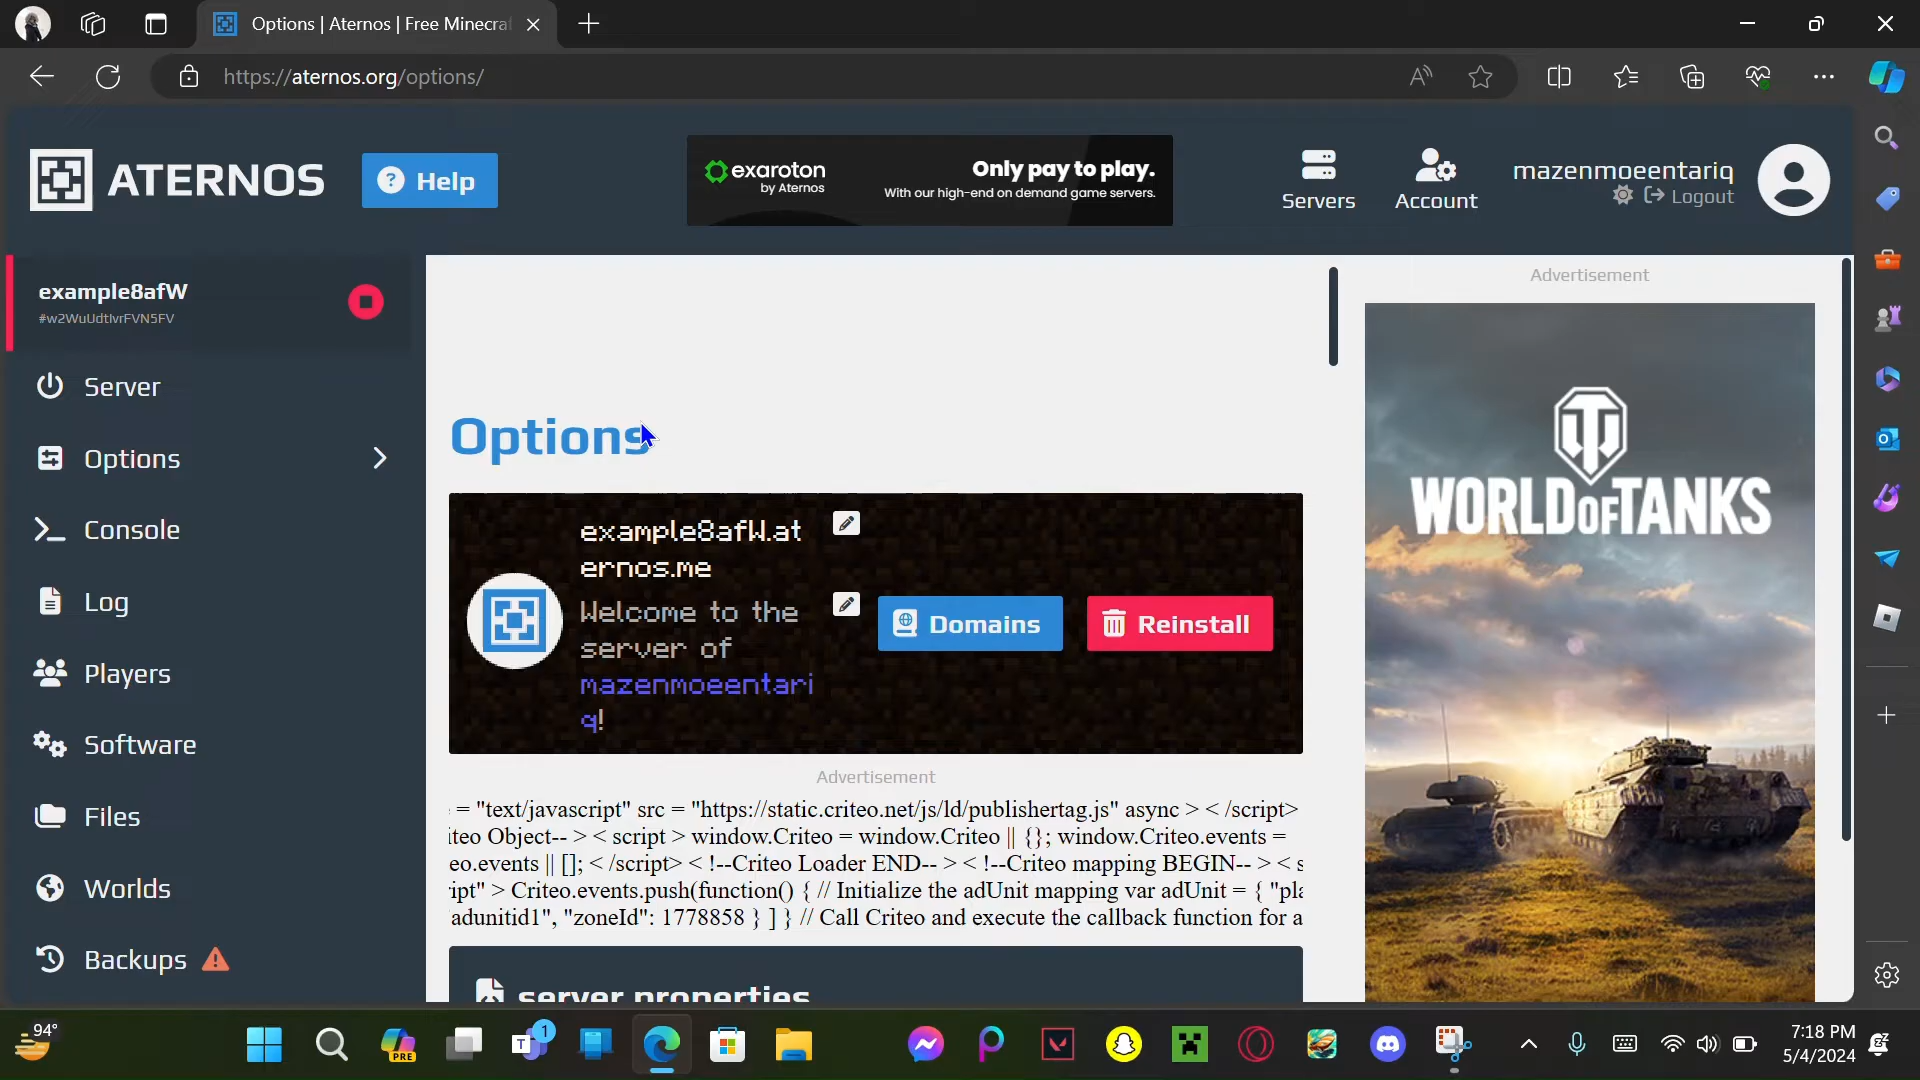 Options | Aternos | Free Minecra
https://aternos.org/options/
ATERNOS
Help
exaroton
by Aternos
Only pay to play.
With our high-end on demand game servers.
Servers
Account
mazenmoeentariq
Logout
example8afW
#w2WuUdtlvrFVN5FV
Server
Options
Console
Log
Players
Software
Files
Worlds
Backups
Options
example8afW.at
ernos.me
Welcome to the
server of
mazenmoeentari
q!
Domains
Reinstall
Advertisement
= "text/javascript" src = "https://static.criteo.net/js/ld/publishertag.js" async > < /script>
iteo Object-- > < script > window.Criteo = window.Criteo || {}; window.Criteo.events =
eo.events || []; < /script> < !--Criteo Loader END-- > < !--Criteo mapping BEGIN-- > < s
ipt" > Criteo.events.push(function() { // Initialize the adUnit mapping var adUnit = { "pla
adunitid1", "zoneId": 1778858 } ] } // Call Criteo and execute the callback function for a
server properties
Advertisement
WORLD OF TANKS
94°
PRE
1
7:18 PM
5/4/2024